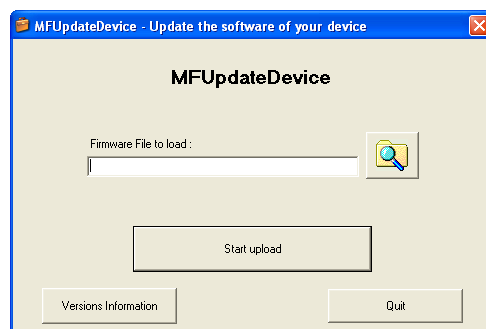 MFUpdateDevice - Update the software of your device
MFUpdateDevice
Firmware File to load :
Start upload
Versions Information
Quit